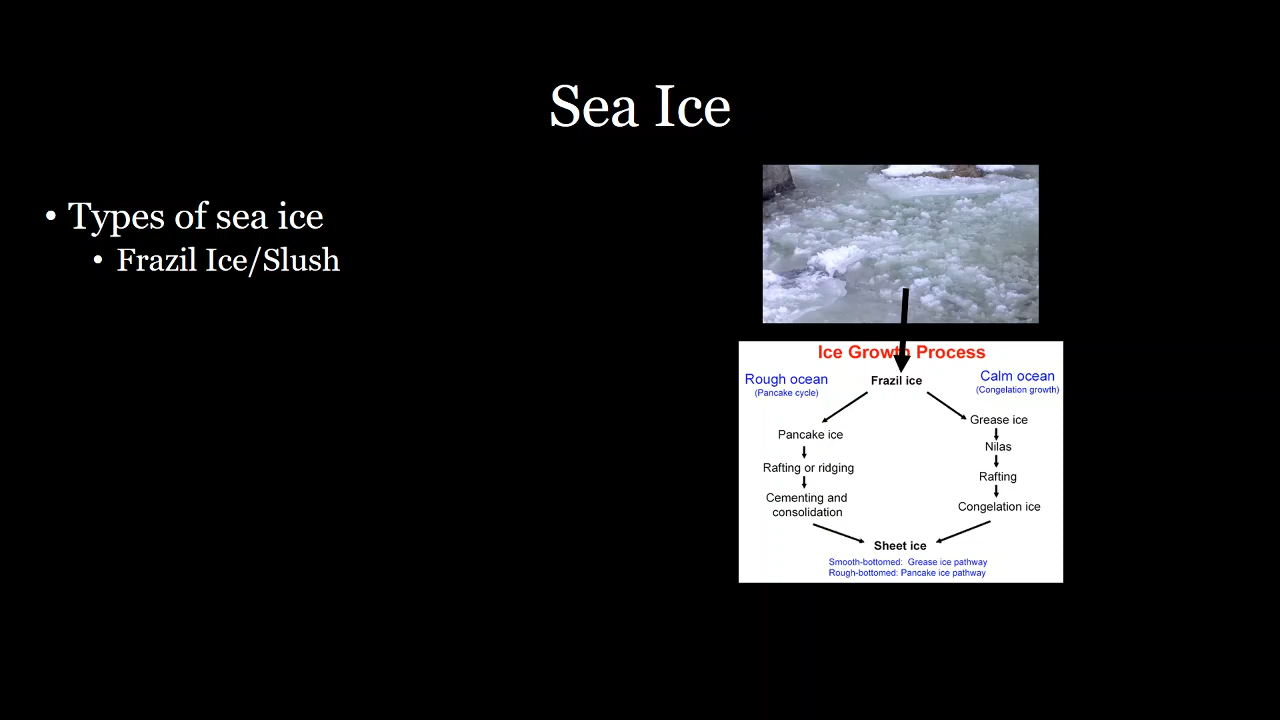 Sea Ice
• Types of sea ice
• Frazil Ice/Slush
Ice Growth Process
Rough ocean
(Pancake cycle)
Frazil ice
Calm ocean
(Congelation growth)
Pancake ice
Rafting or ridging
Cementing and
consolidation
Grease ice
Nilas
Rafting
Congelation ice
Sheet ice
Smooth-bottomed: Grease ice pathway
Rough-bottomed: Pancake ice pathway